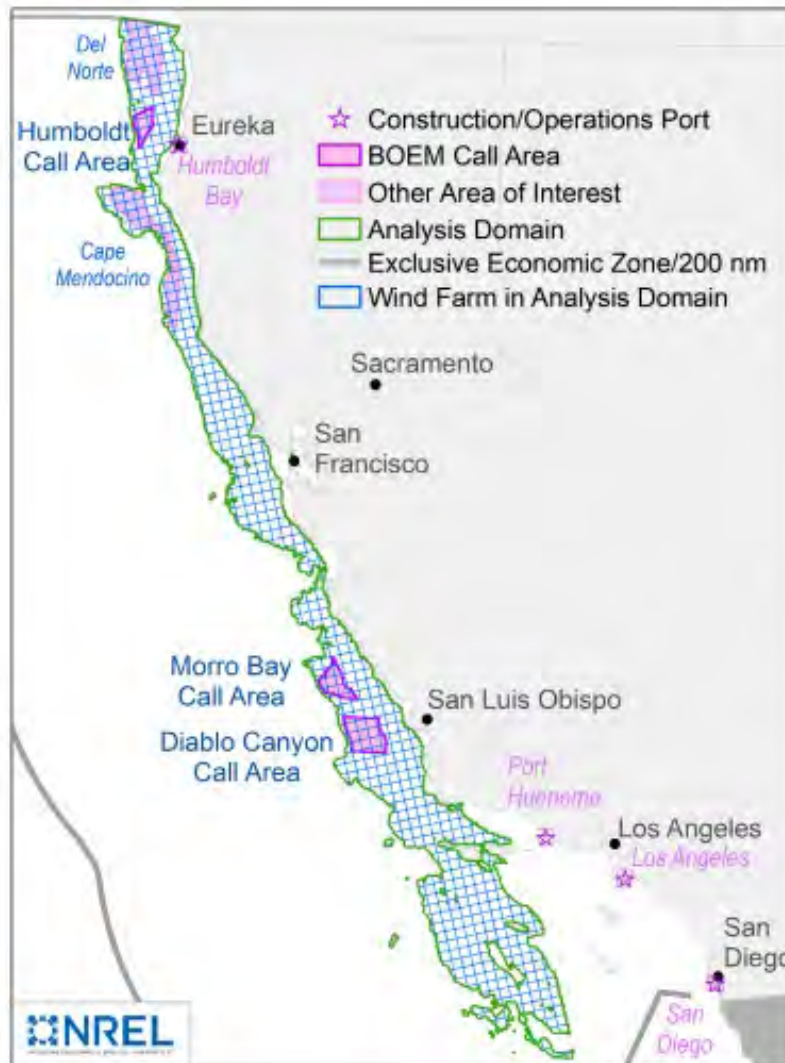 Del
Norte
Humboldt
Call Area
Eureka
Humboldt
Bay
Cape
Mendocino
Construction/Operations Port
BOEM Call Area
Other Area of Interest
Analysis Domain
Exclusive Economic Zone/200 nm
Wind Farm in Analysis Domain
Sacramento
San
Francisco
Morro Bay
Call Area
San Luis Obispo
Diablo Canyon
Call Area
Port
Hueneme
Los Angeles
Los Angeles
San
Diego
San
Diego
NREL